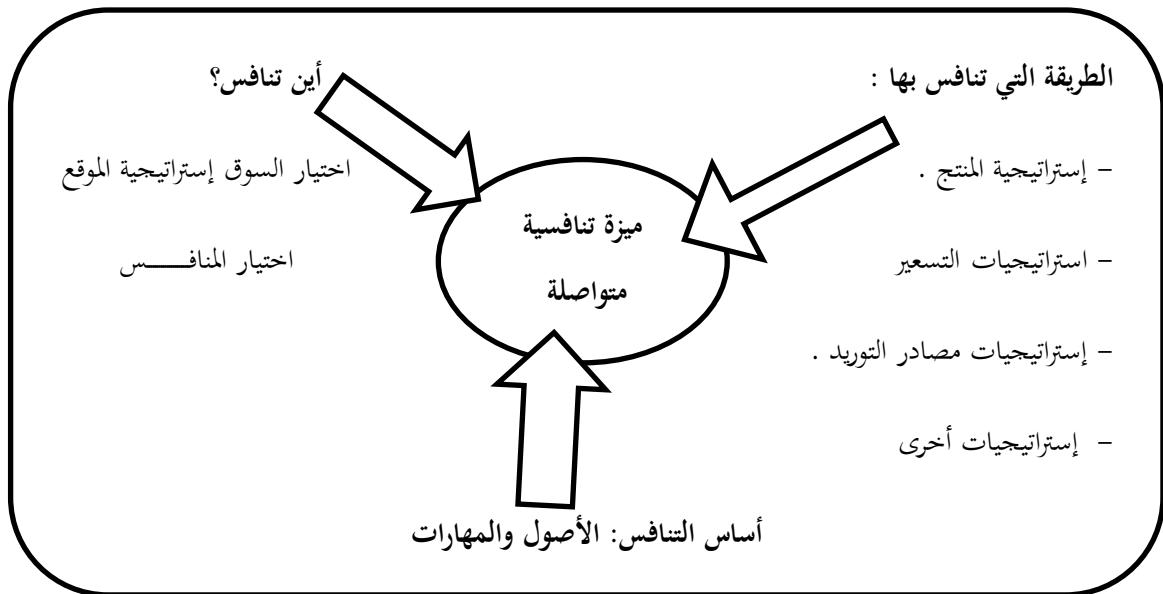 الطريقة التي تنافس بها :
أين تنافس؟
– إستراتيجية المنتج .
اختيار السوق إستراتيجية الموقع
ميزة تنافسية
متواصلة
– استراتيجيات التسعير
اختيار المنافـــــس
– إستراتيجيات مصادر التوريد .
– إستراتيجيات أخرى
أساس التنافس: الأصول والمهارات